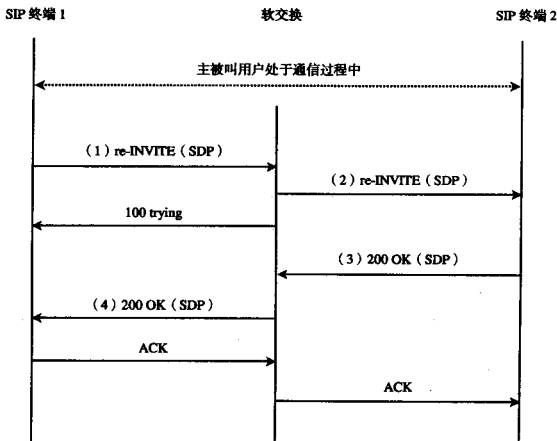 SIP 终端 1 软交换 SIP 终端 2
主被叫用户处于通信过程中
（1）re-INVITE（SDP）
（2）re-INVITE（SDP）
100 trying
（3）200 OK（SDP）
（4）200 OK（SDP）
ACK
ACK